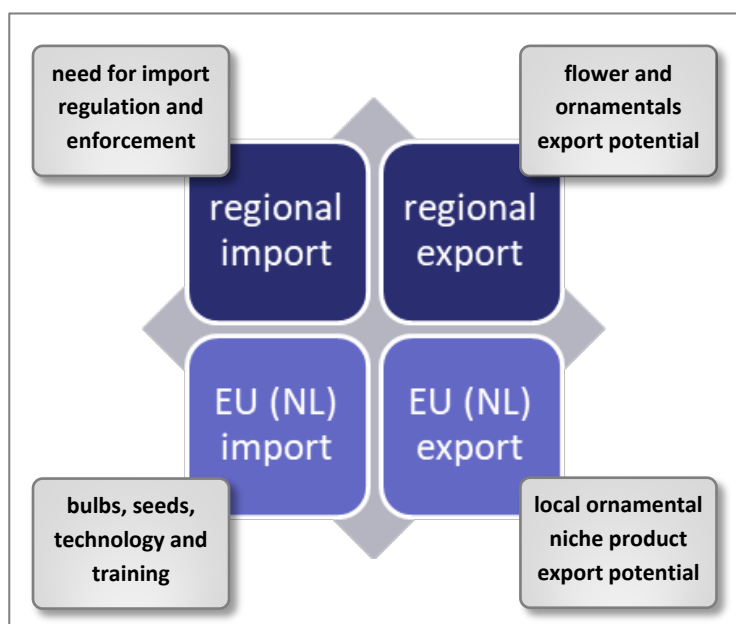 need for import
regulation and
enforcement
flower and
ornamentals
export potential
regional
import
regional
export
EU (NL)
import
EU (NL)
export
bulbs, seeds,
technology and
training
local ornamental
niche product
export potential